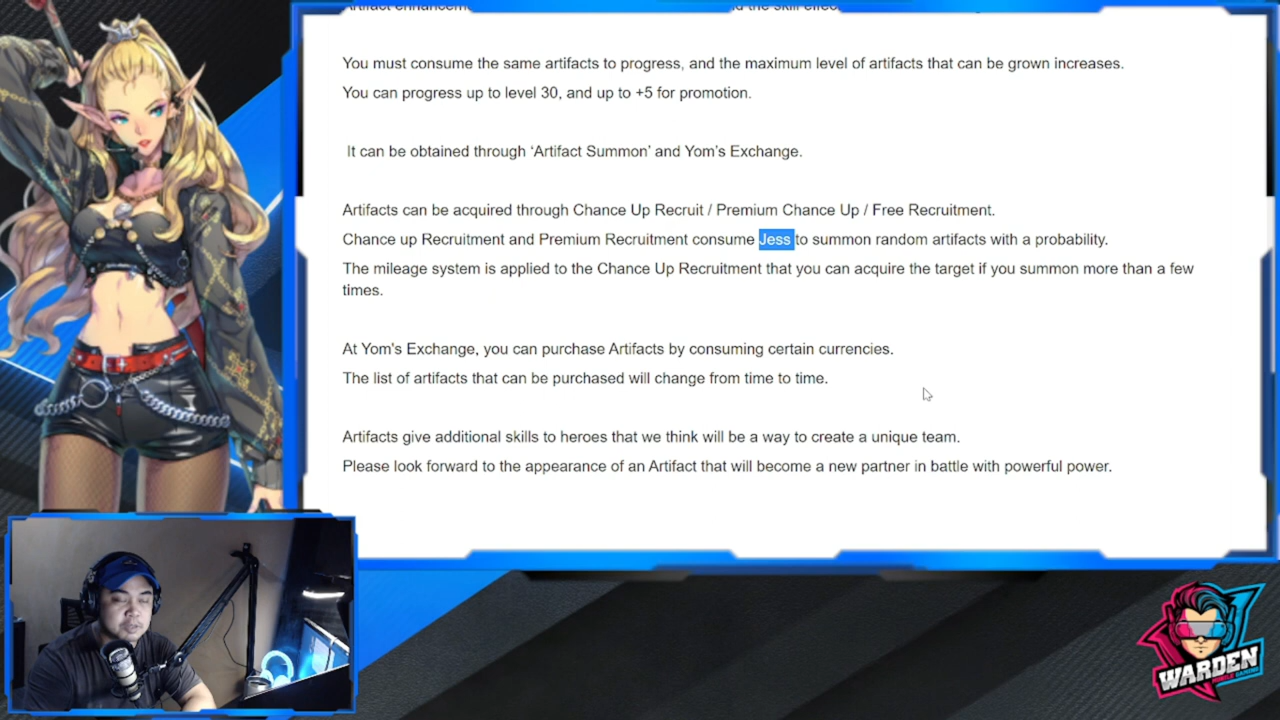 You must consume the same artifacts to progress, and the maximum level of artifacts that can be grown increases.
You can progress up to level 30, and up to +5 for promotion.
It can be obtained through ‘Artifact Summon’ and Yom’s Exchange.
Artifacts can be acquired through Chance Up Recruit / Premium Chance Up / Free Recruitment.
Chance up Recruitment and Premium Recruitment consume Jess to summon random artifacts with a probability.
The mileage system is applied to the Chance Up Recruitment that you can acquire the target if you summon more than a few
times.
At Yom's Exchange, you can purchase Artifacts by consuming certain currencies.
The list of artifacts that can be purchased will change from time to time.
Artifacts give additional skills to heroes that we think will be a way to create a unique team.
Please look forward to the appearance of an Artifact that will become a new partner in battle with powerful power.
WARDEN
MOBILE GAMING